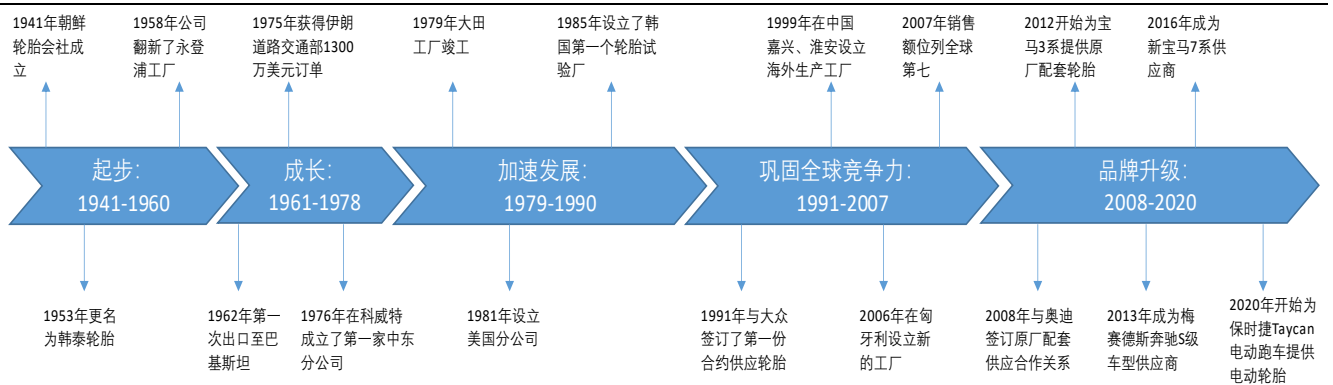 1941年朝鲜
轮胎会社成
立
1958年公司
翻新了永登
浦工厂
1975年获得伊朗
道路交通部1300
万美元订单
1979年大田
工厂竣工
1985年设立了韩
国第一个轮胎试
验厂
1999年在中国
嘉兴、淮安设立
海外生产工厂
2007年销售
额位列全球
第七
2012开始为宝
马3系提供原
厂配套轮胎
2016年成为
新宝马7系供
应商
起步：
1941-1960
成长：
1961-1978
加速发展：
1979-1990
巩固全球竞争力：
1991-2007
品牌升级：
2008-2020
1953年更名
为韩泰轮胎
1962年第一
次出口至巴
基斯坦
1976年在科威特
成立了第一家中东
分公司
1981年设立
美国分公司
1991年与大众
签订了第一份
合约供应轮胎
2006年在匈
牙利设立新
的工厂
2008年与奥迪
签订原厂配套
供应合作关系
2013年成为梅
赛德斯奔驰S级
车型供应商
2020年开始为
保时捷Taycan
电动跑车提供
电动轮胎